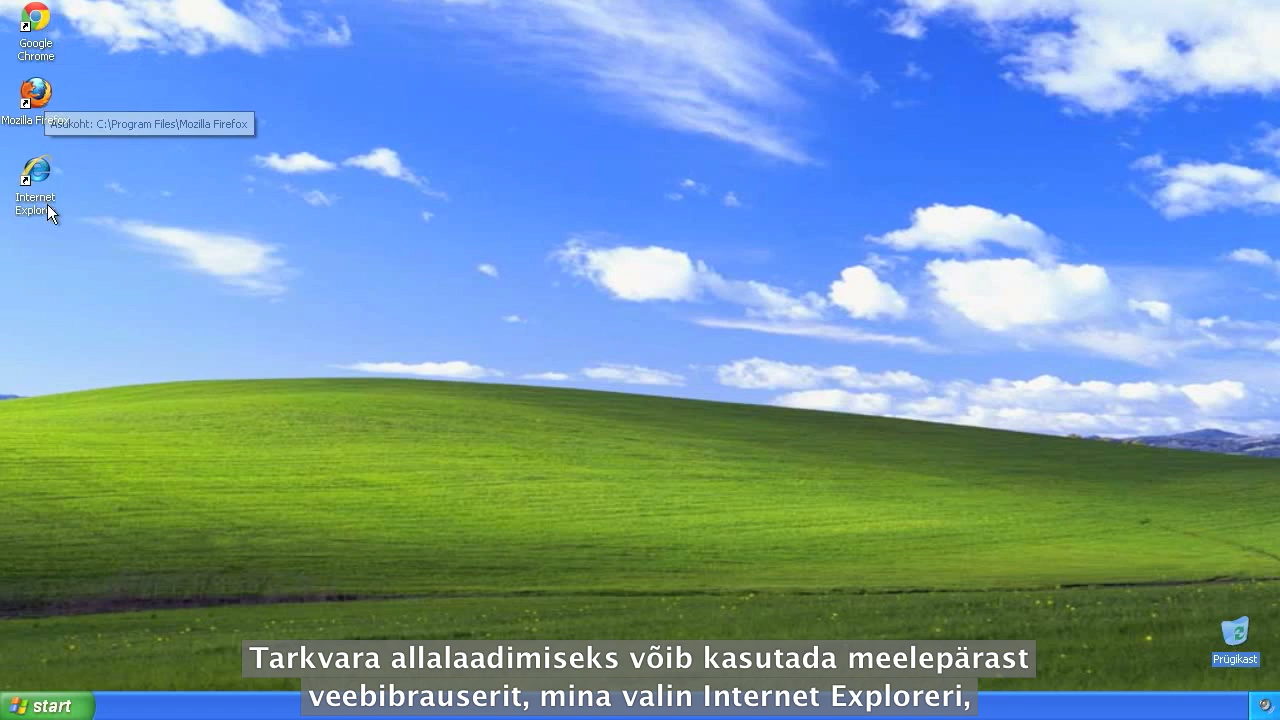 Google
Chrome
Mozilla Firefox
Asukoht: C:\Program Files\Mozilla Firefox
Internet
Explorer
Prügikast
Tarkvara allalaadimiseks võib kasutada meelepärast
veebibrauserit, mina valin Internet Exploreri,
start